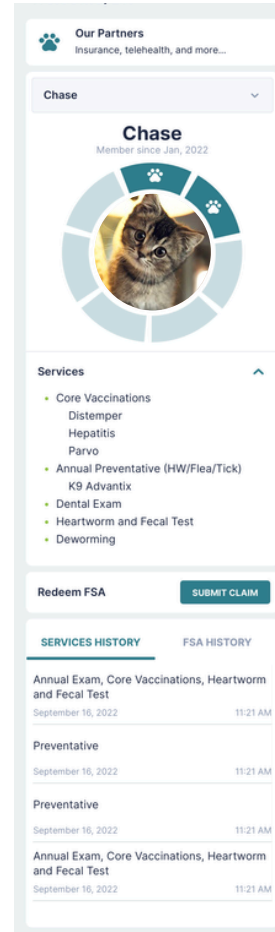 Our Partners
Insurance, telehealth, and more...
Chase
Chase
Member since Jan, 2022
Services
• Core Vaccinations
Distemper
Hepatitis
Parvo
• Annual Preventative (HW/Flea/Tick)
K9 Advantix
• Dental Exam
• Heartworm and Fecal Test
• Deworming
Redeem FSA
SUBMIT CLAIM
SERVICES HISTORY FSA HISTORY
Annual Exam, Core Vaccinations, Heartworm
and Fecal Test
September 16, 2022 11:21 AM
Preventative
September 16, 2022 11:21 AM
Preventative
September 16, 2022 11:21 AM
Annual Exam, Core Vaccinations, Heartworm
and Fecal Test
September 16, 2022 11:21 AM